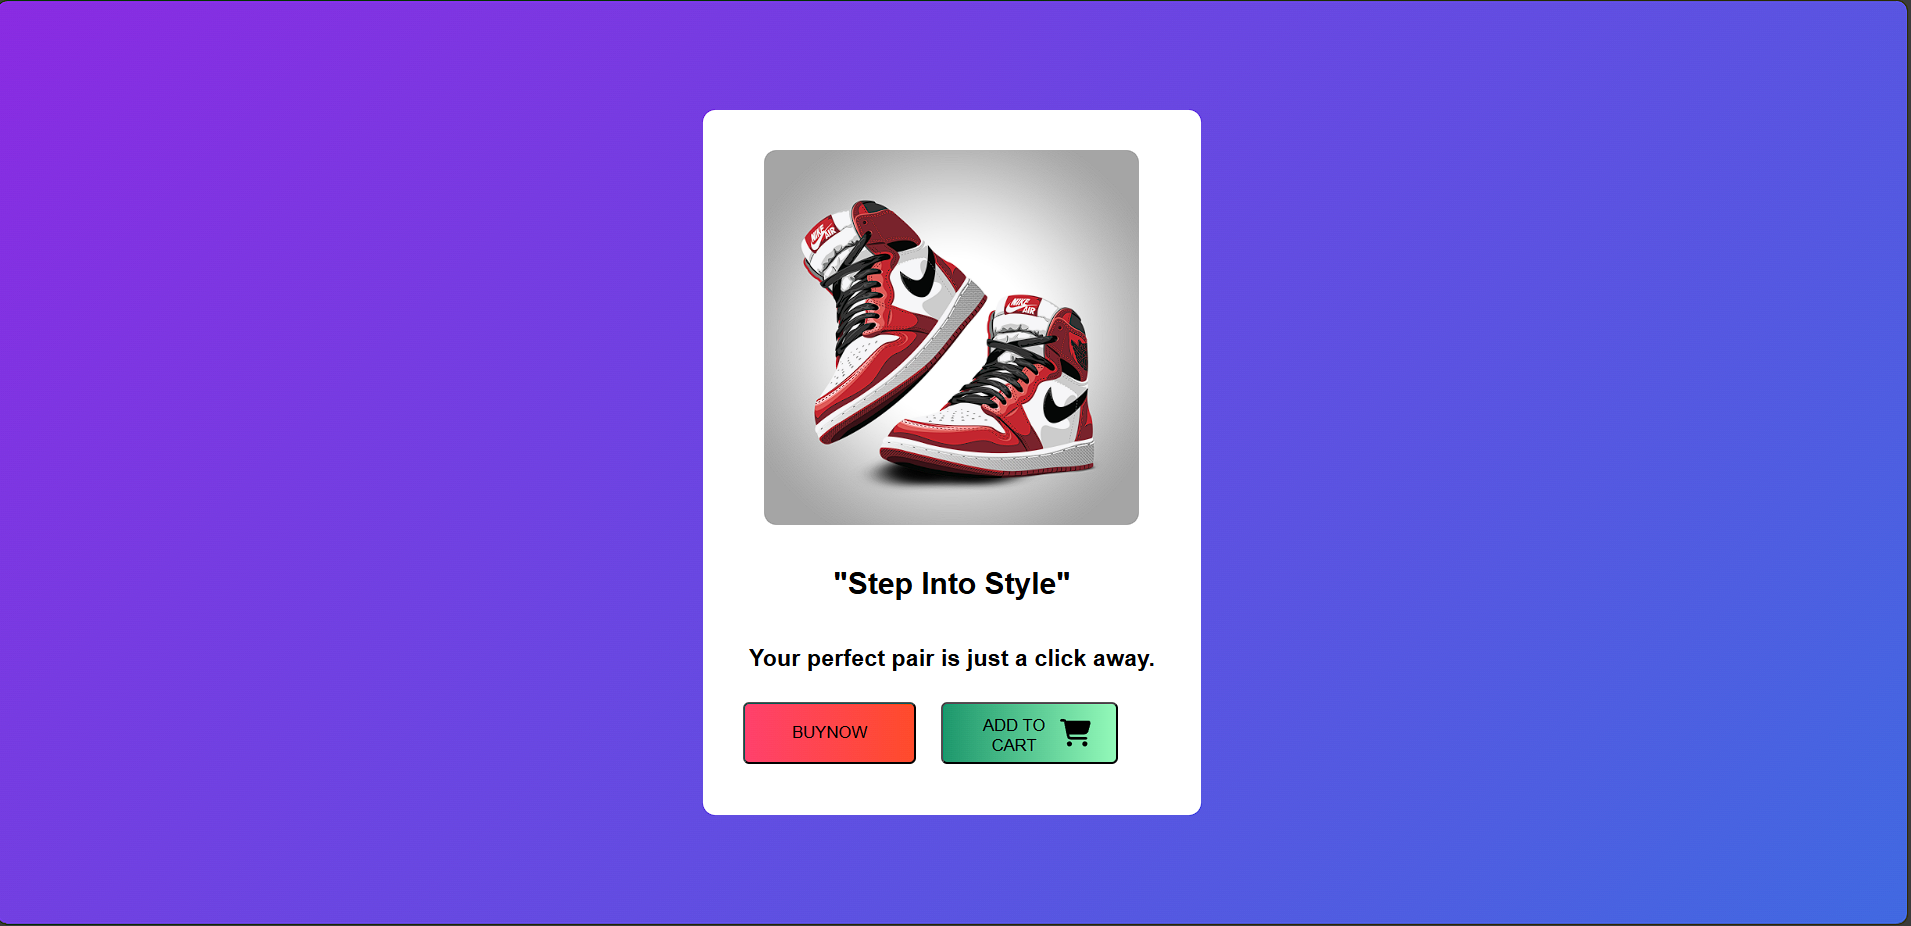 NIKE
AIR
NIKE
AIR
"Step Into Style"
Your perfect pair is just a click away.
BUYNOW
ADD TO
CART